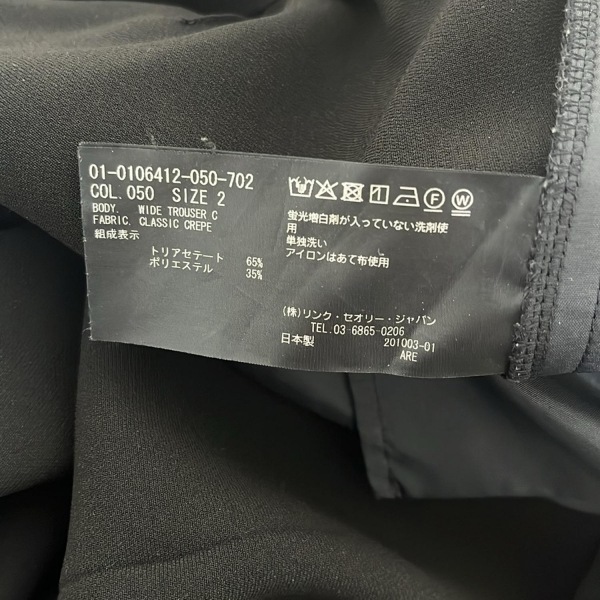 01-0106412-050-702
COL. 050 SIZE 2
BODY. WIDE TROUSER C
FABRIC. CLASSIC CREPE
組成表示
トリアセテート 65%
ポリエステル 35%
蛍光増白剤が入っていない洗剤使
用
単独洗い
アイロンはあて布使用
(株)リンク・セオリー・ジャパン
TEL.03-6865-0206
日本製 201003-01
ARE